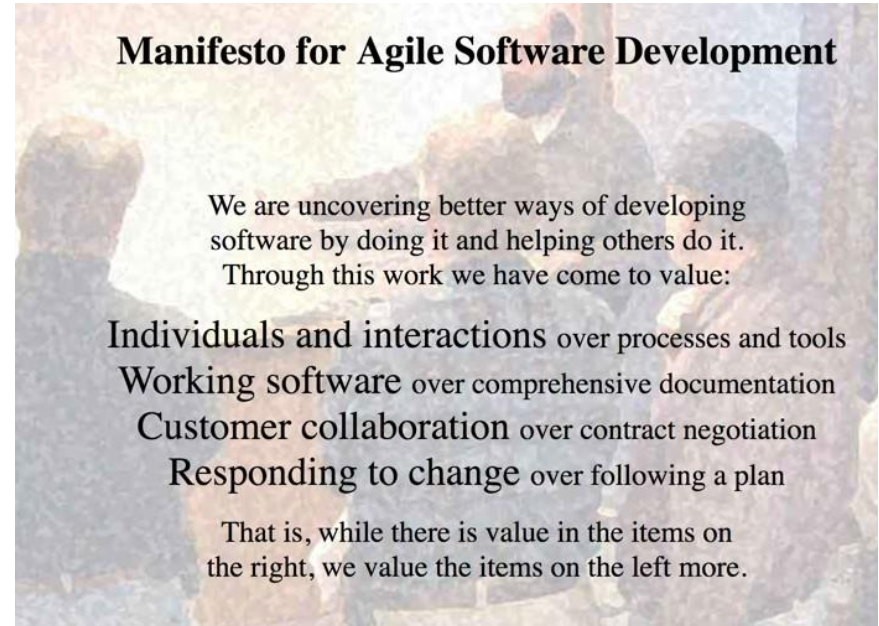 Manifesto for Agile Software Development
We are uncovering better ways of developing
software by doing it and helping others do it.
Through this work we have come to value:
Individuals and interactions over processes and tools
Working software over comprehensive documentation
Customer collaboration over contract negotiation
Responding to change over following a plan
That is, while there is value in the items on
the right, we value the items on the left more.